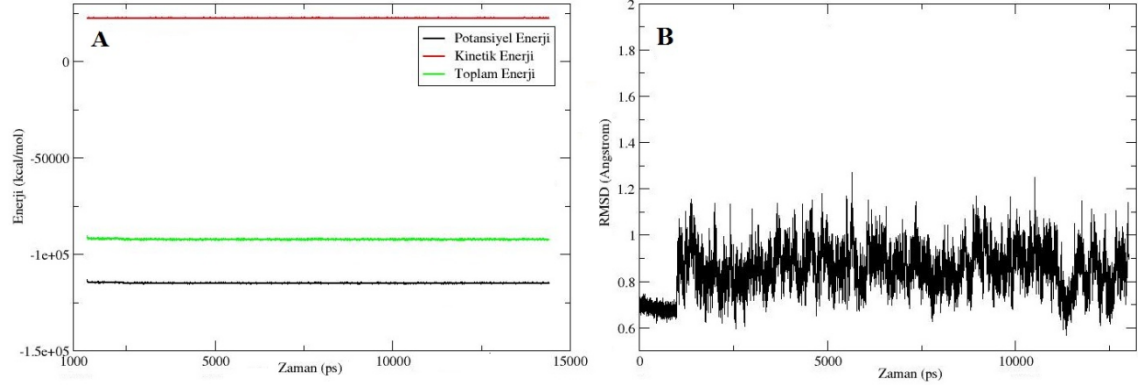 A
Potansiyel Enerji
Kinetik Enerji
Toplam Enerji
Enerji (kcal/mol)
0
-50000
-1e+05
-1.5e+05
1000
5000
10000
15000
Zaman (ps)
B
RMSD (Angstrom)
2
1.8
1.6
1.4
1.2
1
0.8
0.6
0
5000
10000
Zaman (ps)